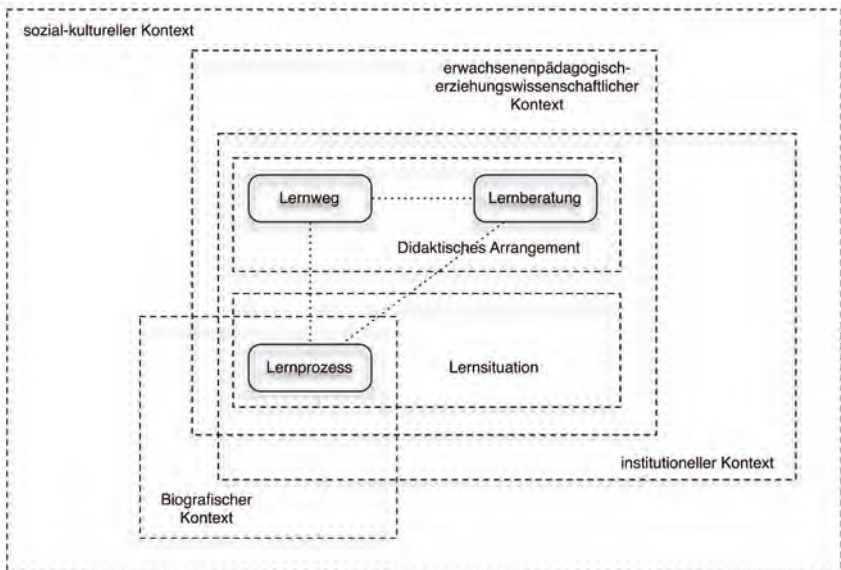 sozial-kultureller Kontext
erwachsenenpädagogisch-
erziehungswissenschaftlicher
Kontext
Lernweg
Lernberatung
Didaktisches Arrangement
Lernprozess
Lernsituation
institutioneller Kontext
Biografischer
Kontext